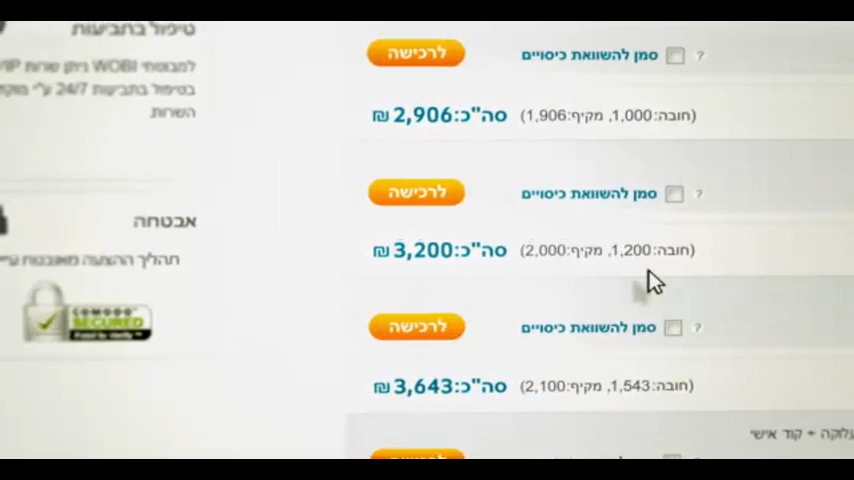 טיפול בתביעות
למבוטחי WOBI ניתן שרות VIP
בטיפול בתביעות 24/7 ע"י מוקד
השרות
אבטחה
תהליך ההצעה מאובטח ע"י
COMODO
SECURED
לרכישה
סמן להשוואת כיסויים ?
סה"כ:2,906 ₪ (חובה:1,000, מקיף:1,906)
לרכישה
סמן להשוואת כיסויים ?
סה"כ:3,200 ₪ (חובה:1,200, מקיף:2,000)
לרכישה
סמן להשוואת כיסויים ?
סה"כ:3,643 ₪ (חובה:1,543, מקיף:2,100)
+ קוד אישי